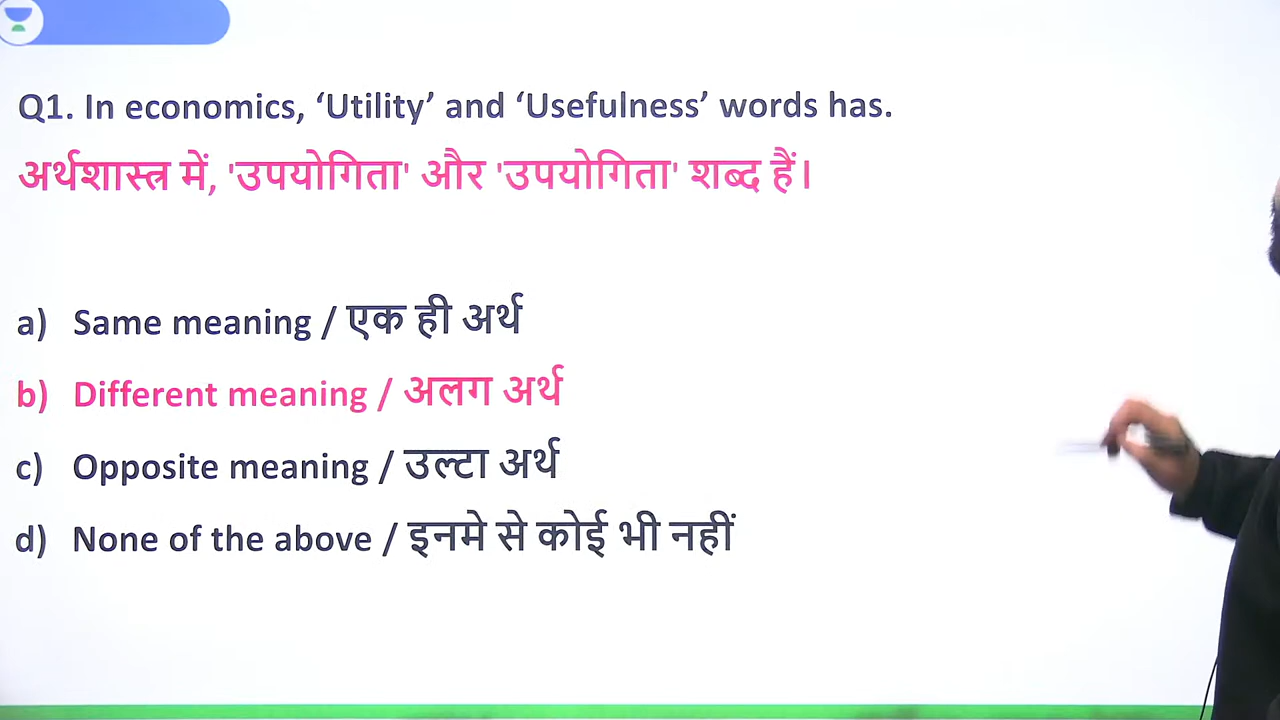 Q1. In economics, ‘Utility’ and ‘Usefulness’ words has.
अर्थशास्त्र में, 'उपयोगिता' और 'उपयोगिता' शब्द हैं।
a) Same meaning / एक ही अर्थ
b) Different meaning / अलग अर्थ
c) Opposite meaning / उल्टा अर्थ
d) None of the above / इनमे से कोई भी नहीं